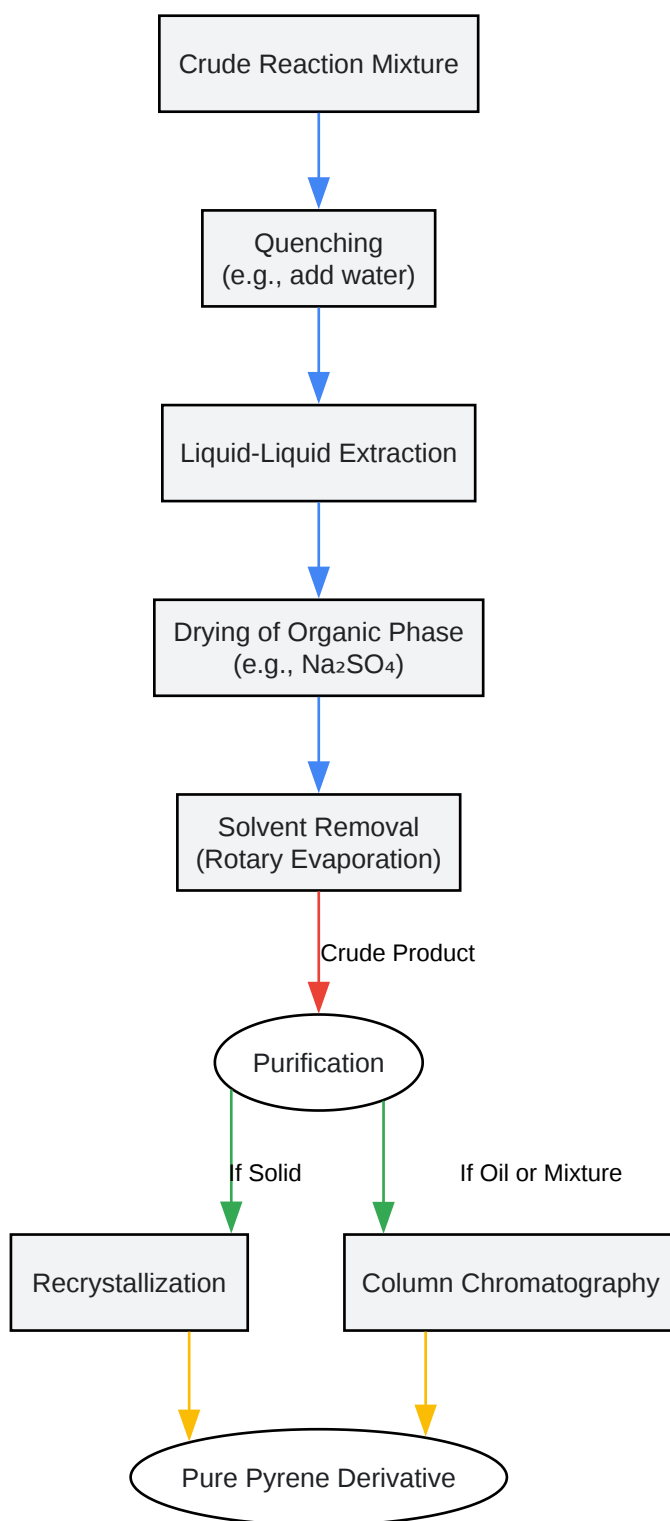 Crude Reaction Mixture
Quenching
(e.g., add water)
Liquid-Liquid Extraction
Drying of Organic Phase
(e.g., Na₂SO₄)
Solvent Removal
(Rotary Evaporation)
Crude Product
Purification
If Solid
If Oil or Mixture
Recrystallization
Column Chromatography
Pure Pyrene Derivative